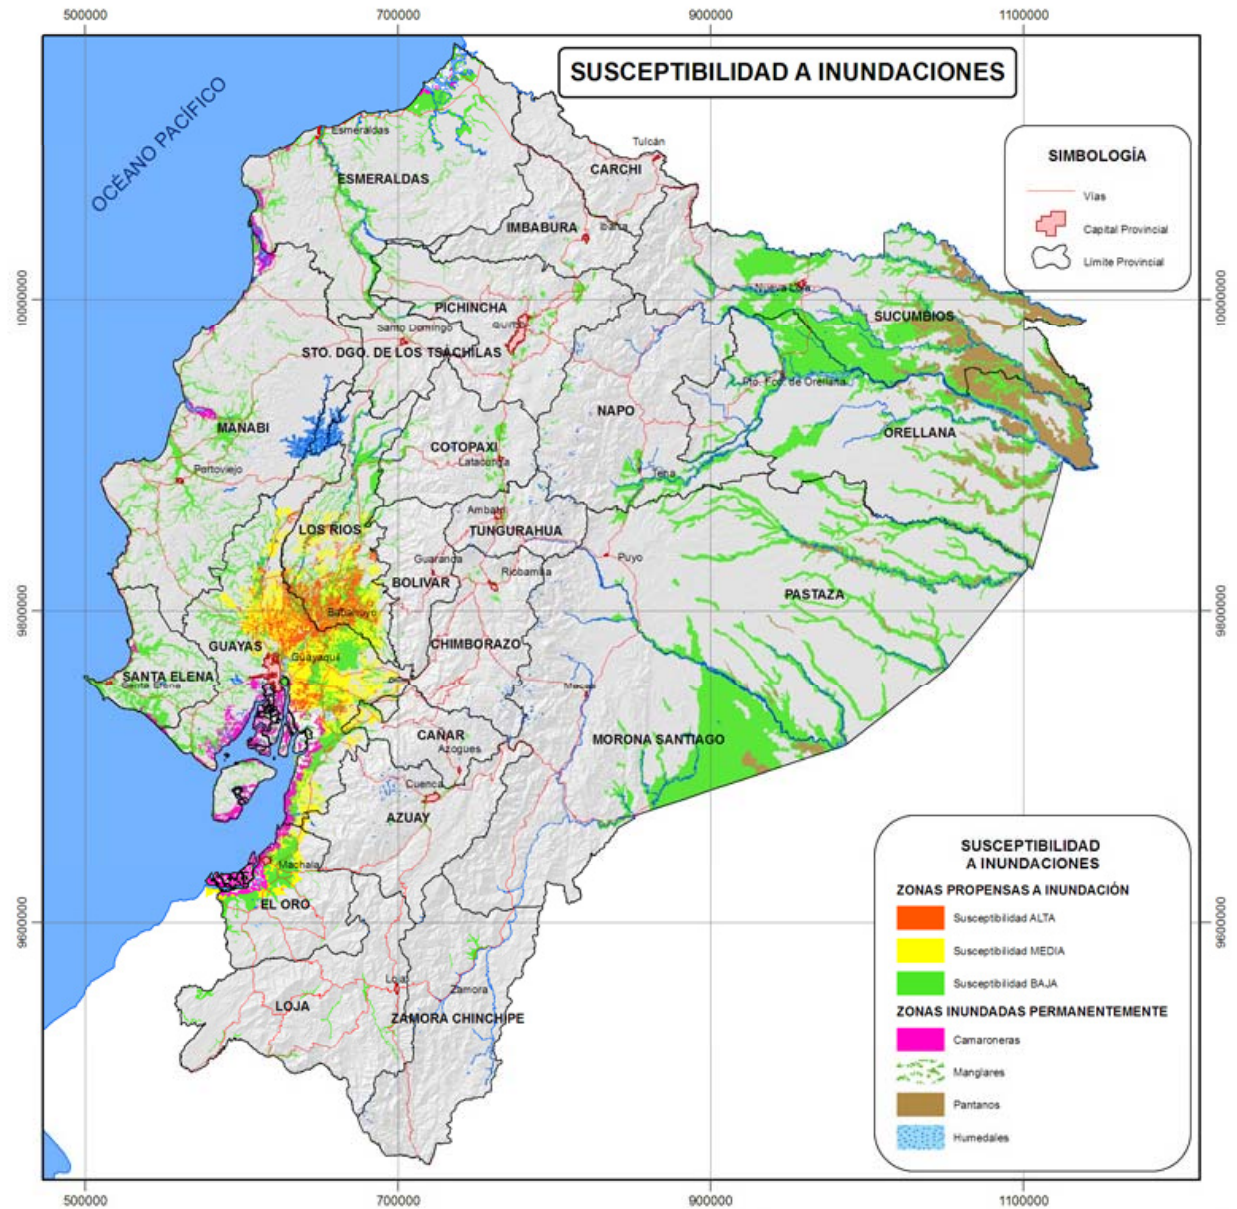 500000
700000
900000
1100000
SUSCEPTIBILIDAD A INUNDACIONES
OCÉANO PACÍFICO
SIMBOLOGÍA
Vías
Capital Provincial
Límite Provincial
Esmeraldas
Tulcán
CARCHI
ESMERALDAS
IMBABURA
Ibarra
10000000
10000000
Nueva Loja
PICHINCHA
SUCUMBIOS
Santo Domingo
Quito
STO. DGO. DE LOS TSÁCHILAS
Pto. Fco. de Orellana
NAPO
MANABI
ORELLANA
COTOPAXI
Latacunga
Portoviejo
Tena
Ambato
LOS RIOS
TUNGURAHUA
Guaranda
Puyo
Riobamba
BOLIVAR
PASTAZA
9800000
9800000
Babahoyo
GUAYAS
CHIMBORAZO
Guayaquil
SANTA ELENA
Santa Elena
Macas
CAÑAR
MORONA SANTIAGO
Azogues
Cuenca
AZUAY
Machala
EL ORO
9600000
9600000
Loja
Zamora
LOJA
ZAMORA CHINCHIPE
SUSCEPTIBILIDAD
A INUNDACIONES
ZONAS PROPENSAS A INUNDACIÓN
Susceptibilidad ALTA
Susceptibilidad MEDIA
Susceptibilidad BAJA
ZONAS INUNDADAS PERMANENTEMENTE
Camaroneras
Manglares
Pantanos
Humedales
500000
700000
900000
1100000